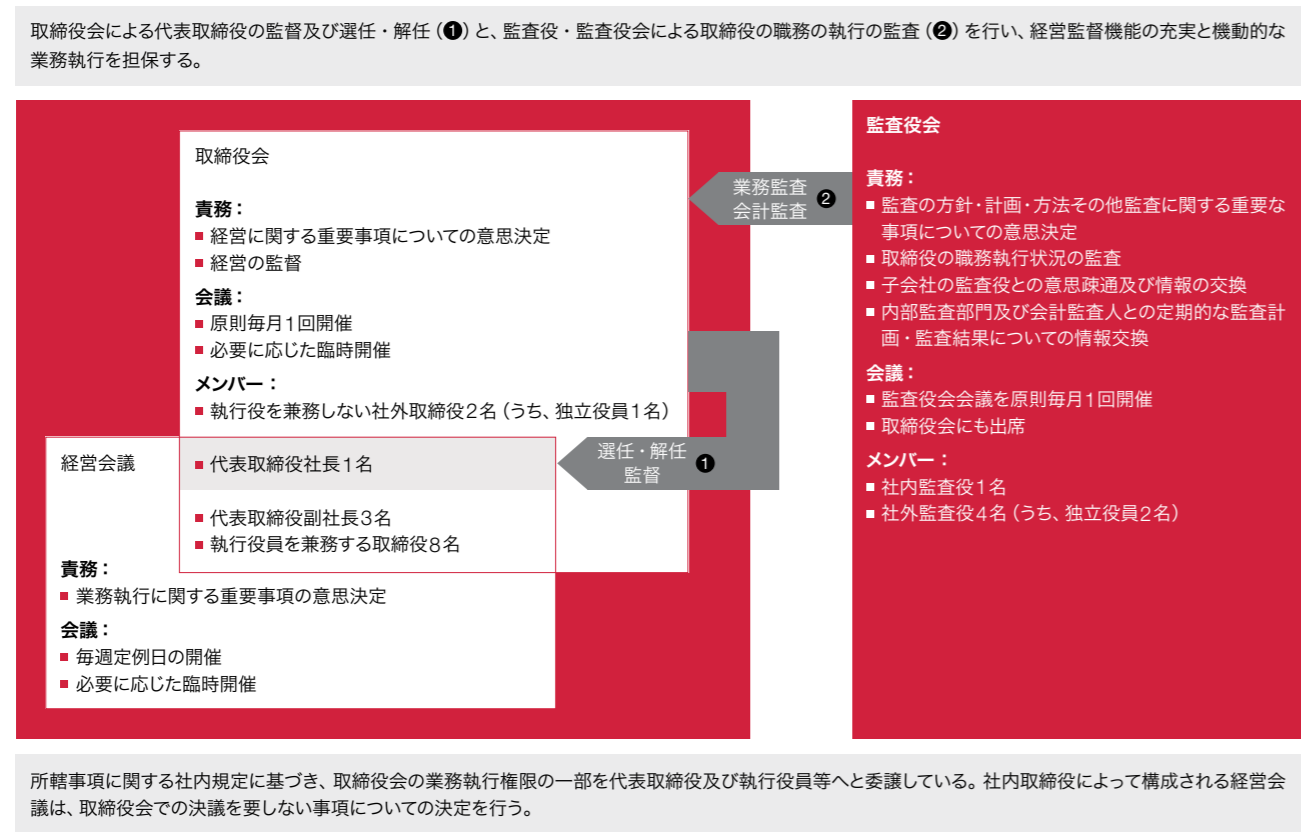 取締役会による代表取締役の監督及び選任・解任（❶）と、監査役・監査役会による取締役の職務の執行の監査（❷）を行い、経営監督機能の充実と機動的な
業務執行を担保する。
取締役会
責務：
■ 経営に関する重要事項についての意思決定
■ 経営の監督
会議：
■ 原則毎月1回開催
■ 必要に応じた臨時開催
メンバー：
■ 執行役を兼務しない社外取締役2名（うち、独立役員1名）
経営会議
■ 代表取締役社長1名
■ 代表取締役副社長3名
■ 執行役員を兼務する取締役8名
責務：
■ 業務執行に関する重要事項の意思決定
会議：
■ 毎週定例日の開催
■ 必要に応じた臨時開催
選任・解任
監督 ❶
業務監査
会計監査 ❷
監査役会
責務：
■ 監査の方針・計画・方法その他監査に関する重要な
事項についての意思決定
■ 取締役の職務執行状況の監査
■ 子会社の監査役との意思疎通及び情報の交換
■ 内部監査部門及び会計監査人との定期的な監査計
画・監査結果についての情報交換
会議：
■ 監査役会会議を原則毎月1回開催
■ 取締役会にも出席
メンバー：
■ 社内監査役1名
■ 社外監査役4名（うち、独立役員2名）
所轄事項に関する社内規定に基づき、取締役会の業務執行権限の一部を代表取締役及び執行役員等へと委譲している。社内取締役によって構成される経営会
議は、取締役会での決議を要しない事項についての決定を行う。